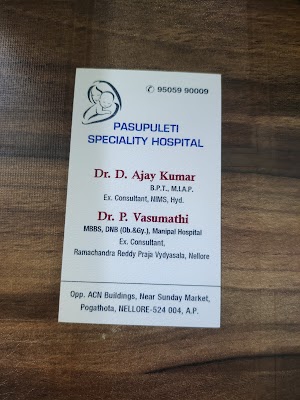 ✆ 95059 90009
PASUPULETI
SPECIALITY HOSPITAL
Dr. D. Ajay Kumar
B.P.T., M.I.A.P.
Ex. Consultant, NIMS, Hyd.
Dr. P. Vasumathi
MBBS, DNB (Ob.&Gy.), Manipal Hospital
Ex. Consultant,
Ramachandra Reddy Praja Vydyasala, Nellore
Opp. ACN Buildings, Near Sunday Market,
Pogathota, NELLORE-524 004, A.P.